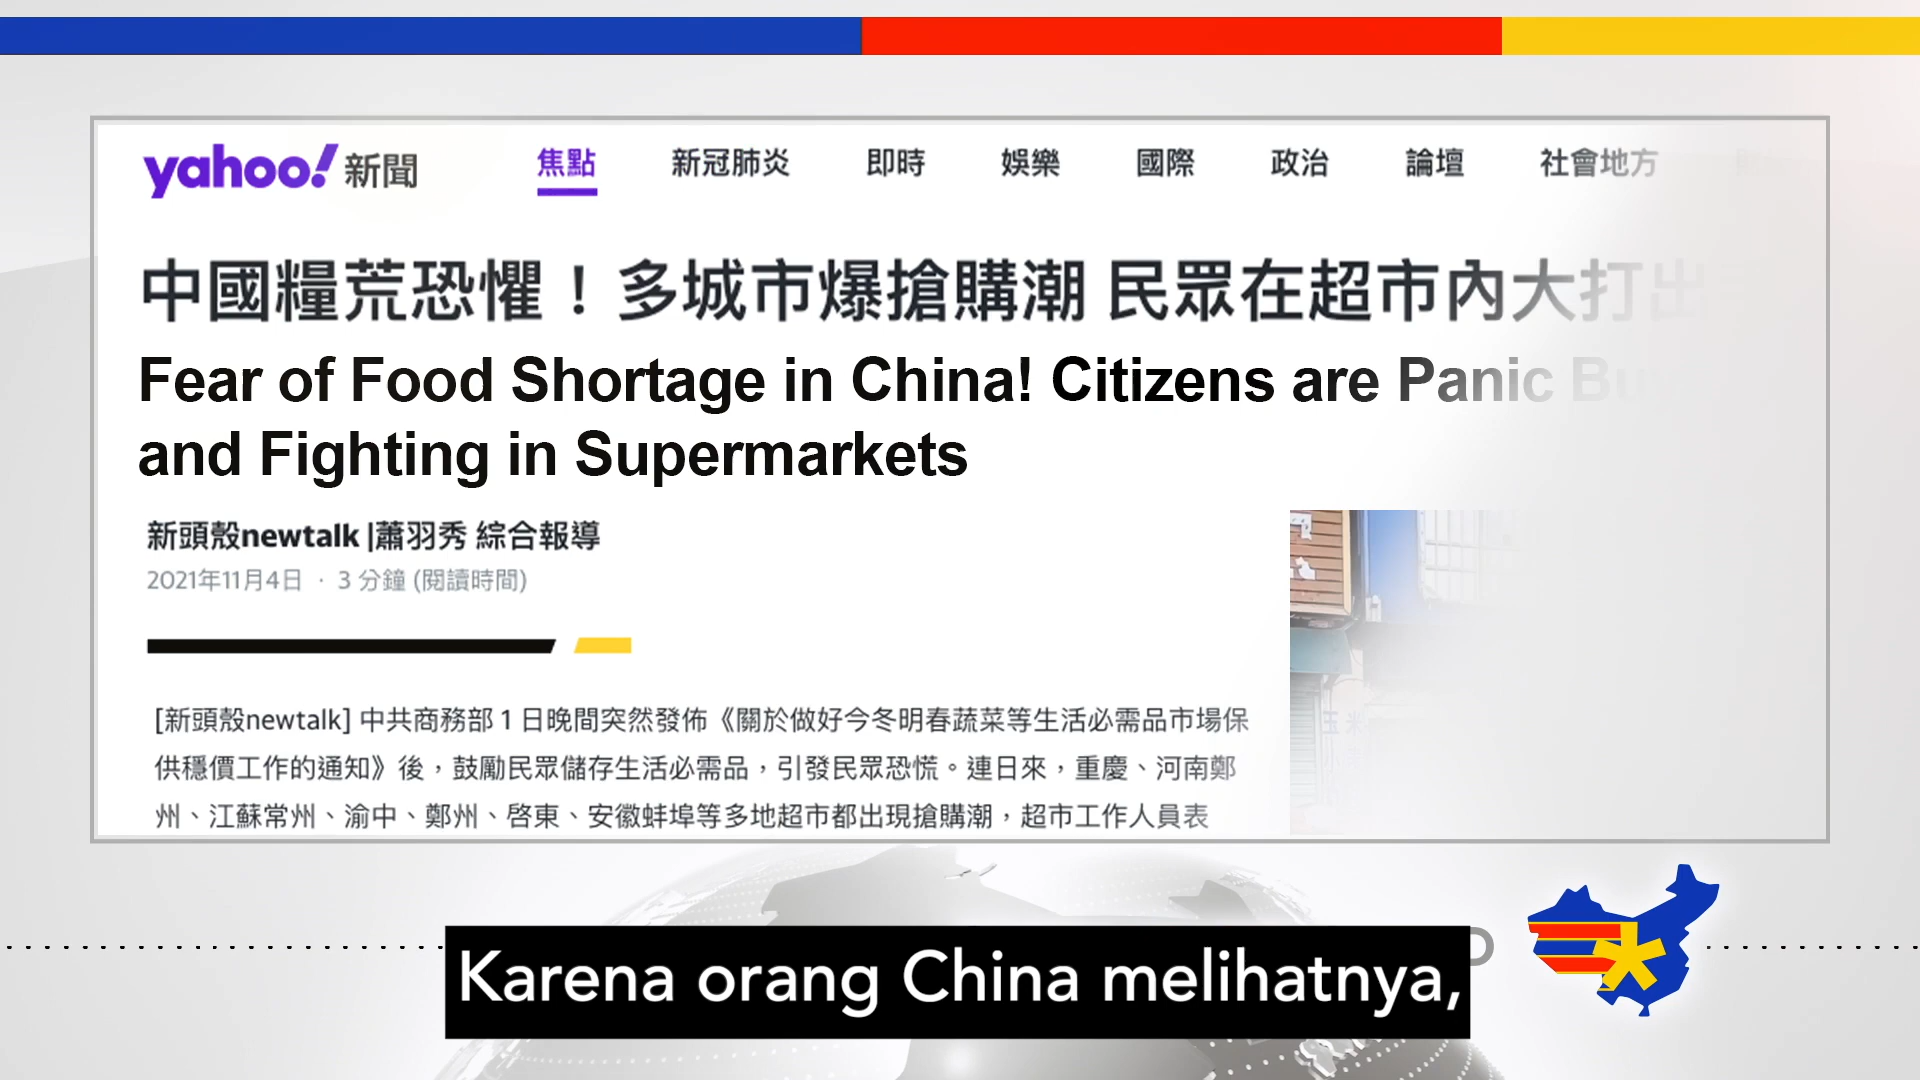 yahoo!新聞 焦點 新冠肺炎 即時 娛樂 國際 政治 論壇 社會地方
中國糧荒恐懼！多城市爆搶購潮 民眾在超市內大打出
Fear of Food Shortage in China! Citizens are Panic Bu
and Fighting in Supermarkets
新頭殼newtalk |蕭羽秀 綜合報導
2021年11月4日 · 3 分鐘 (閱讀時間)
[新頭殼newtalk] 中共商務部 1 日晚間突然發佈《關於做好今冬明春蔬菜等生活必需品市場保
供穩價工作的通知》後，鼓勵民眾儲存生活必需品，引發民眾恐慌。連日來，重慶、河南鄭
州、江蘇常州、渝中、鄭州、啓東、安徽蚌埠等多地超市都出現搶購潮，超市工作人員表
Karena orang China melihatnya,